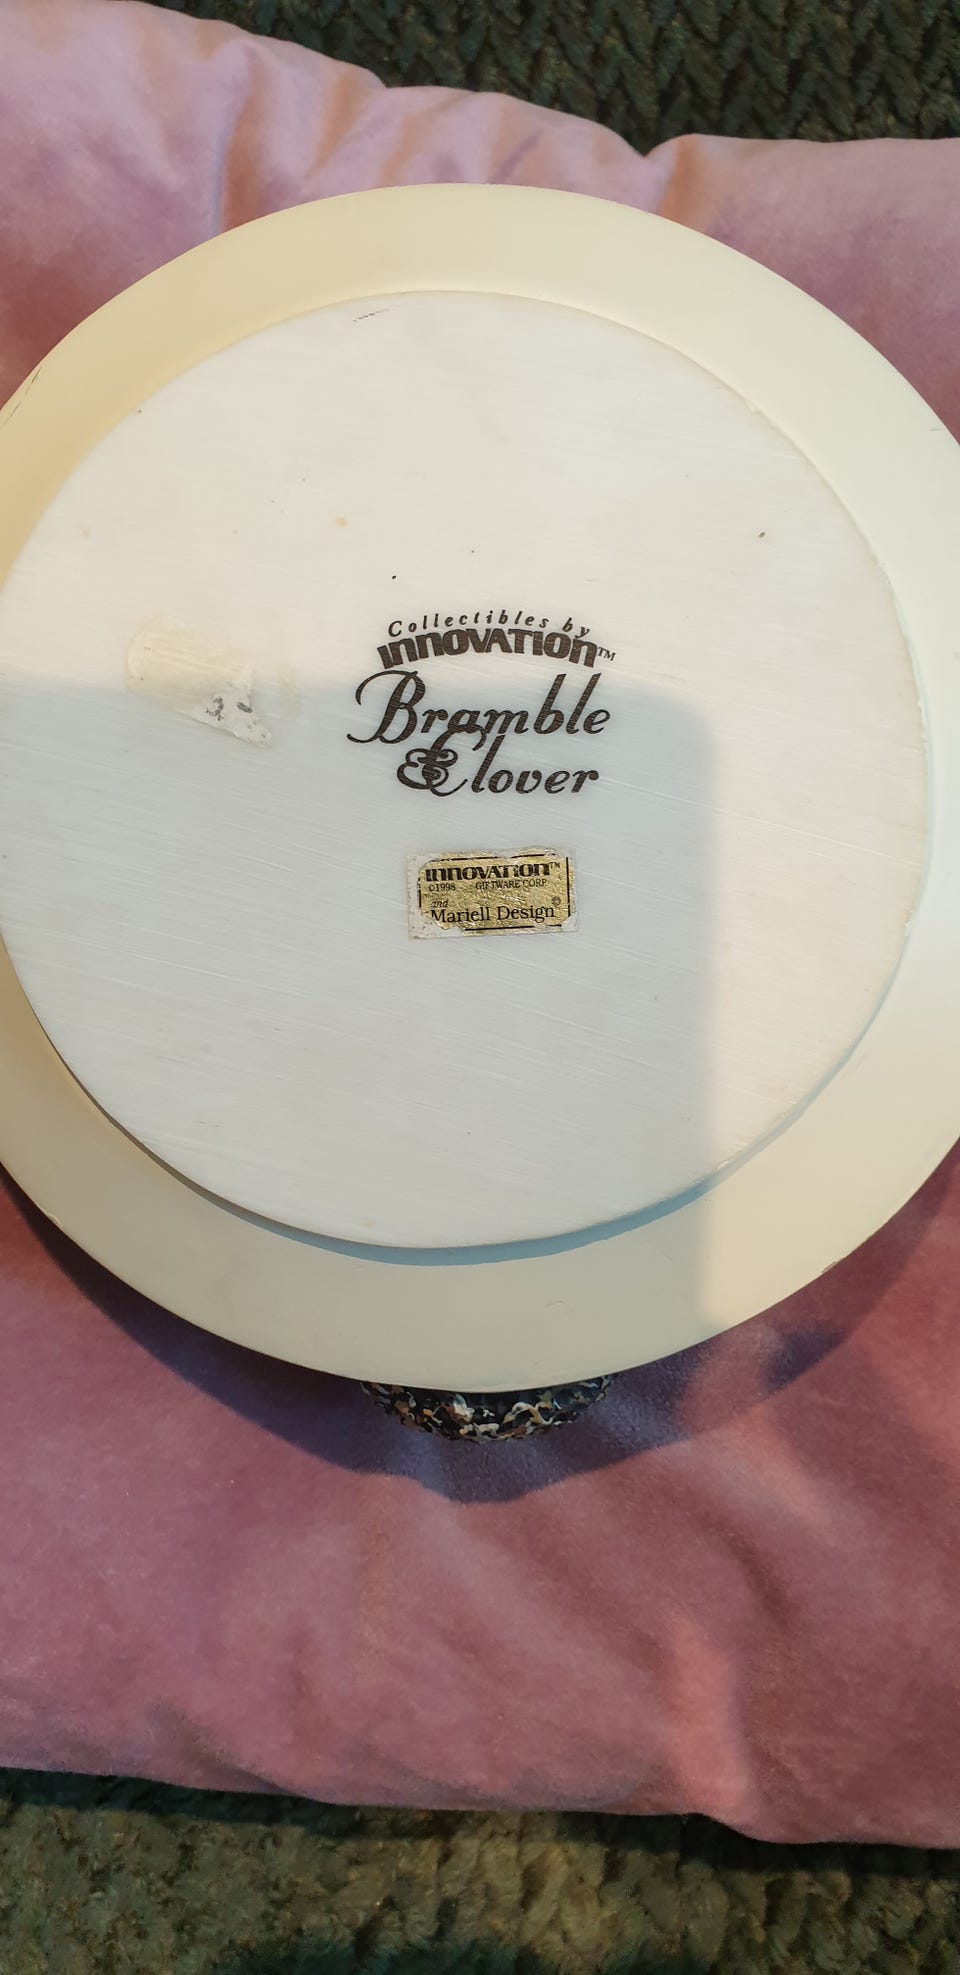 Collectibles by
INNOVATION™
Bramble
& Clover
INNOVATION™
©1998 GIFTWARE CORP
and
Mariell Design©